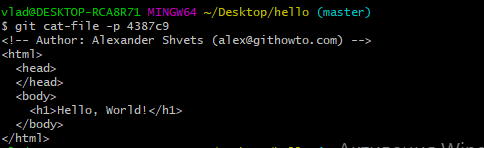 vlad@DESKTOP-RCA8R71 MINGW64 ~/Desktop/hello (master)
$ git cat-file -p 4387c9
<!-- Author: Alexander Shvets (alex@githowto.com) -->
<html>
  <head>
  </head>
  <body>
    <h1>Hello, World!</h1>
  </body>
</html>